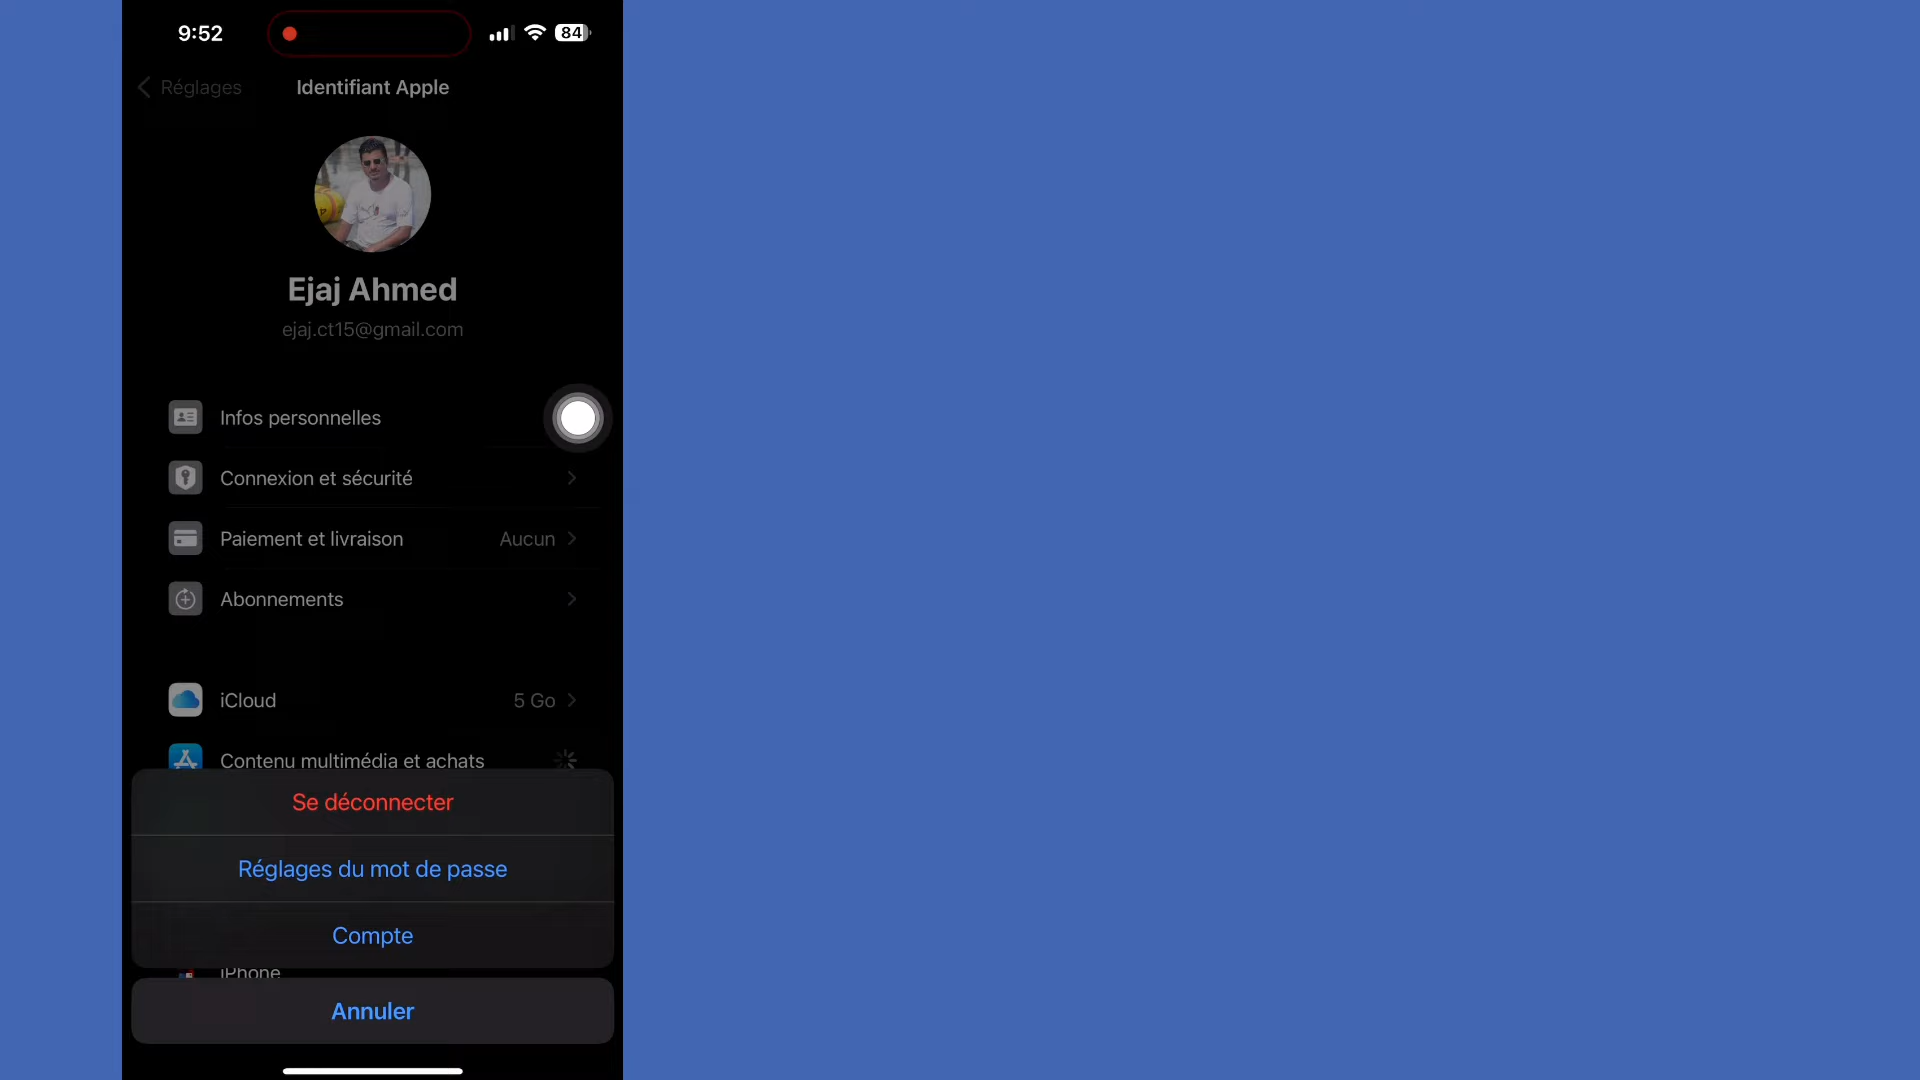 9:52
84
Réglages
Identifiant Apple
Ejaj Ahmed
ejaj.ct15@gmail.com
Infos personnelles
Connexion et sécurité
Paiement et livraison Aucun
Abonnements
iCloud 5 Go
Contenu multimédia et achats
Se déconnecter
Réglages du mot de passe
Compte
iPhone
Annuler